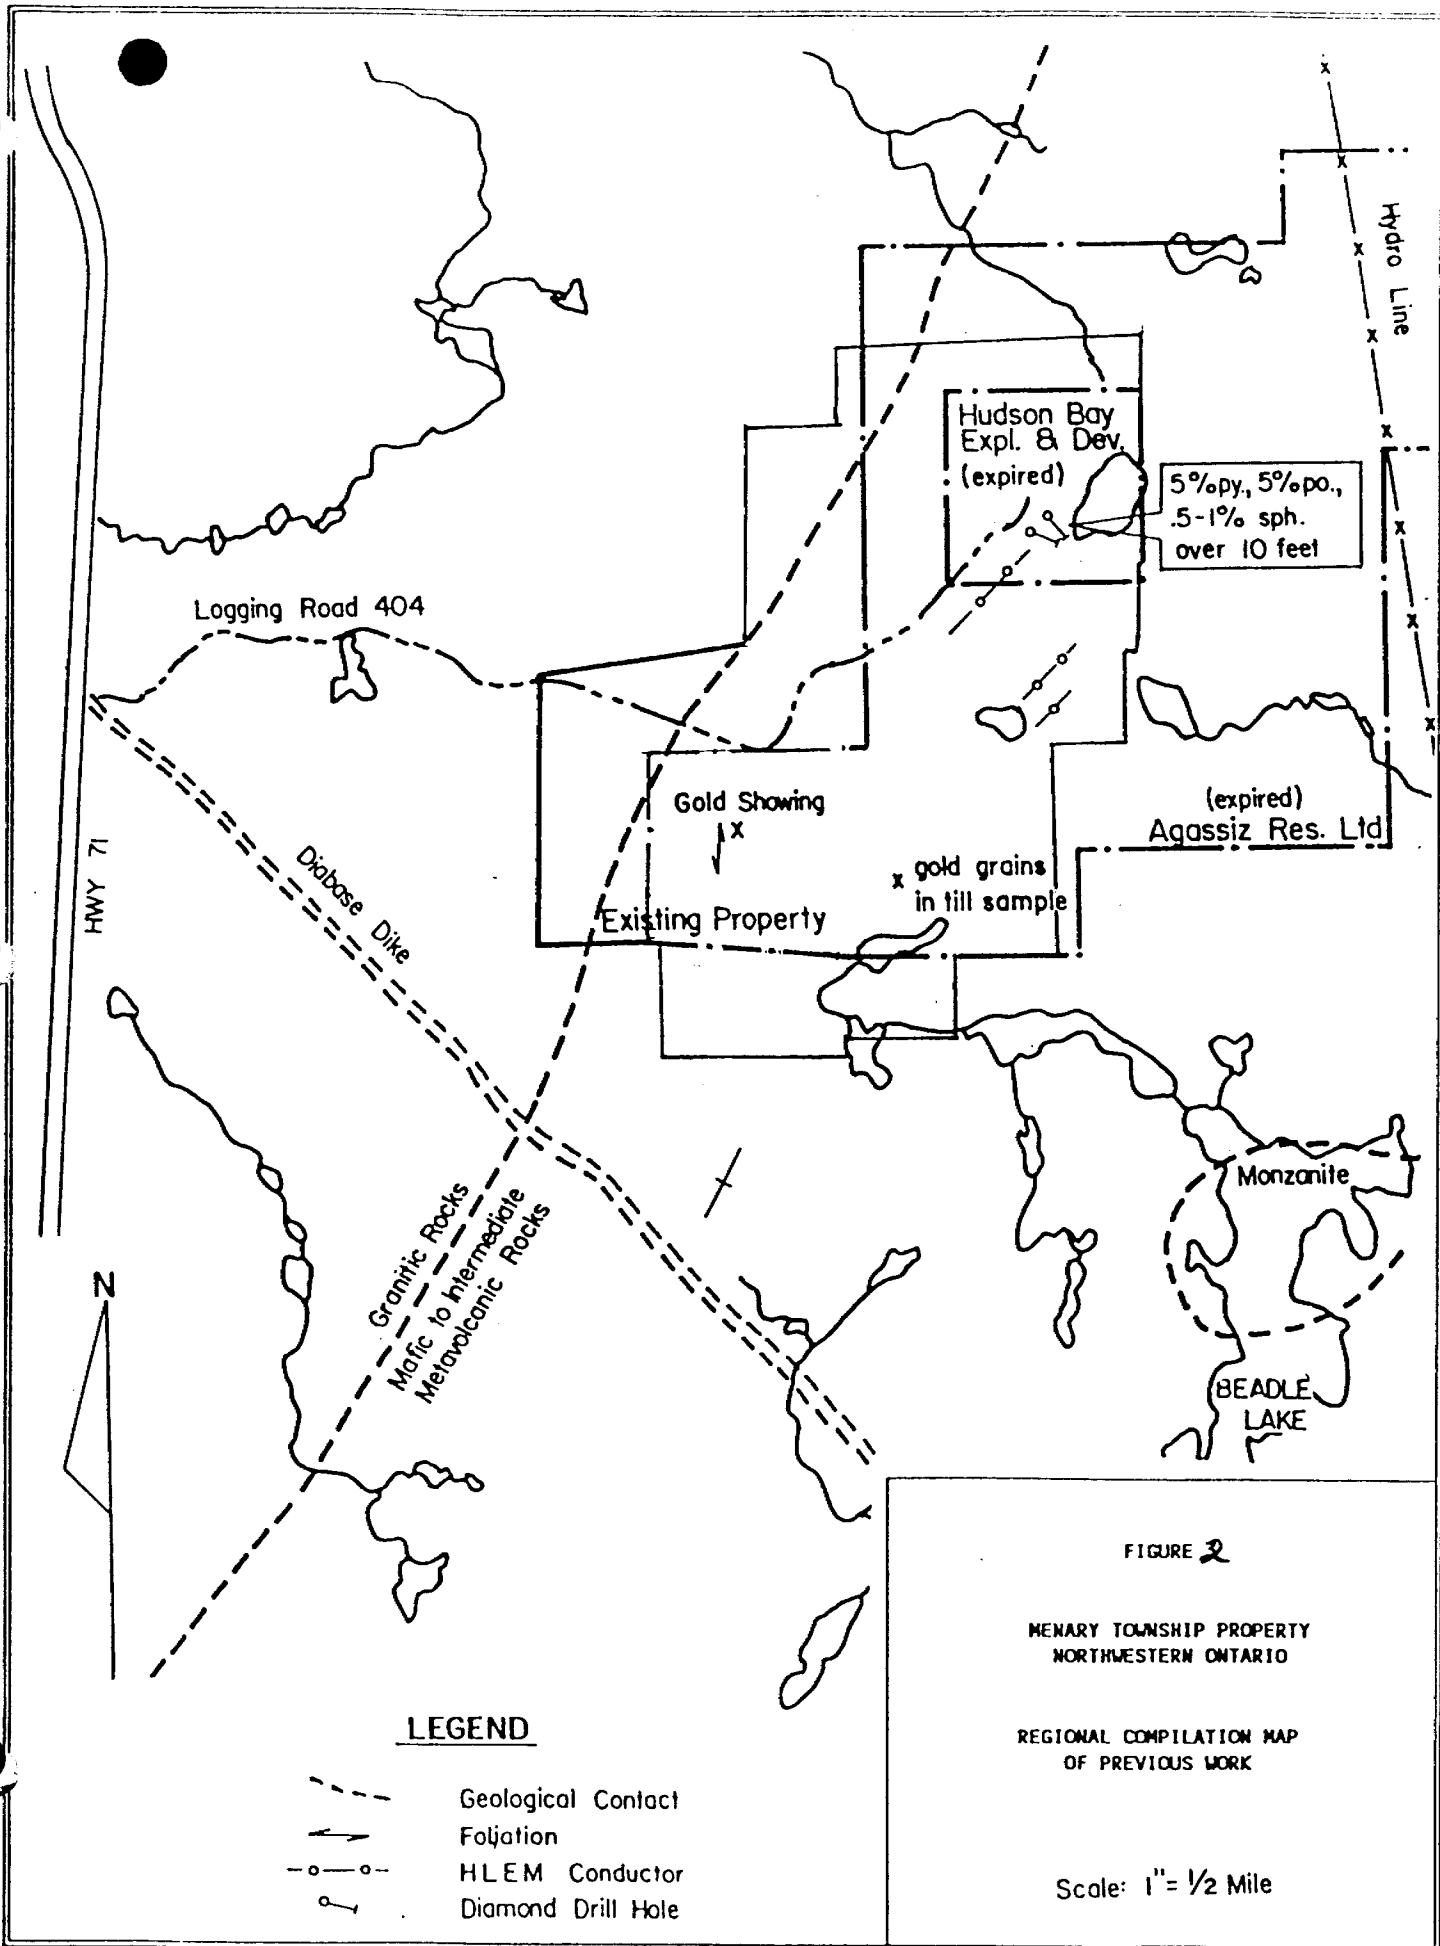 Hydro Line
Hudson Bay
Expl. & Dev.
(expired)
5%py., 5%po.,
.5-1% sph.
over 10 feet
Logging Road 404
HWY 71
Gold Showing
x
(expired)
Agassiz Res. Ltd
x gold grains
in till sample
Existing Property
Diabase Dike
Monzanite
Granitic Rocks
Mafic to Intermediate
Metavolcanic Rocks
N
BEADLE
LAKE
FIGURE 2
MENARY TOWNSHIP PROPERTY
NORTHWESTERN ONTARIO
REGIONAL COMPILATION MAP
OF PREVIOUS WORK
Scale: 1"= 1/2 Mile
LEGEND
Geological Contact
Foliation
HLEM Conductor
Diamond Drill Hole